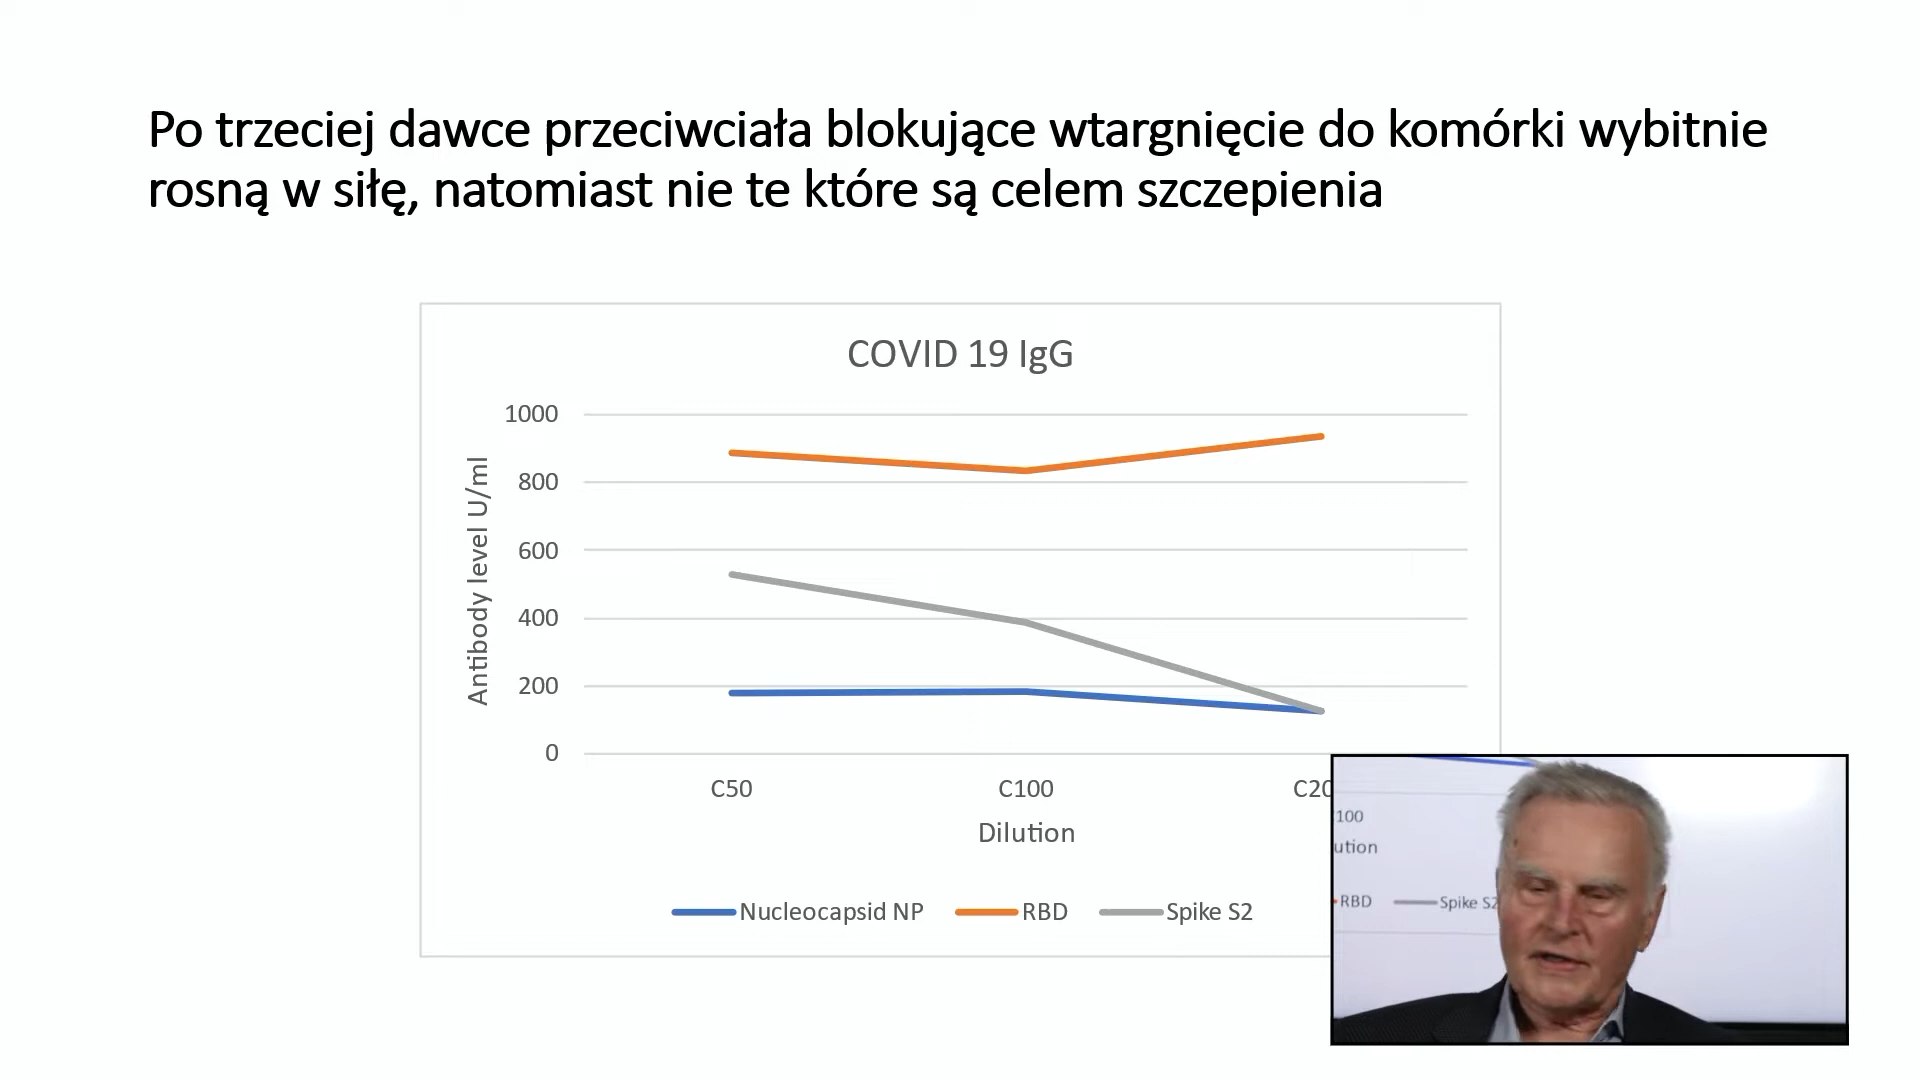 Po trzeciej dawce przeciwciała blokujące wtargnięcie do komórki wybitnie
rosną w siłę, natomiast nie te które są celem szczepienia
COVID 19 IgG
Antibody level U/ml
1000
800
600
400
200
0
C50 C100 C20
Dilution
Nucleocapsid NP RBD Spike S2
100
ution
RBD Spike S2